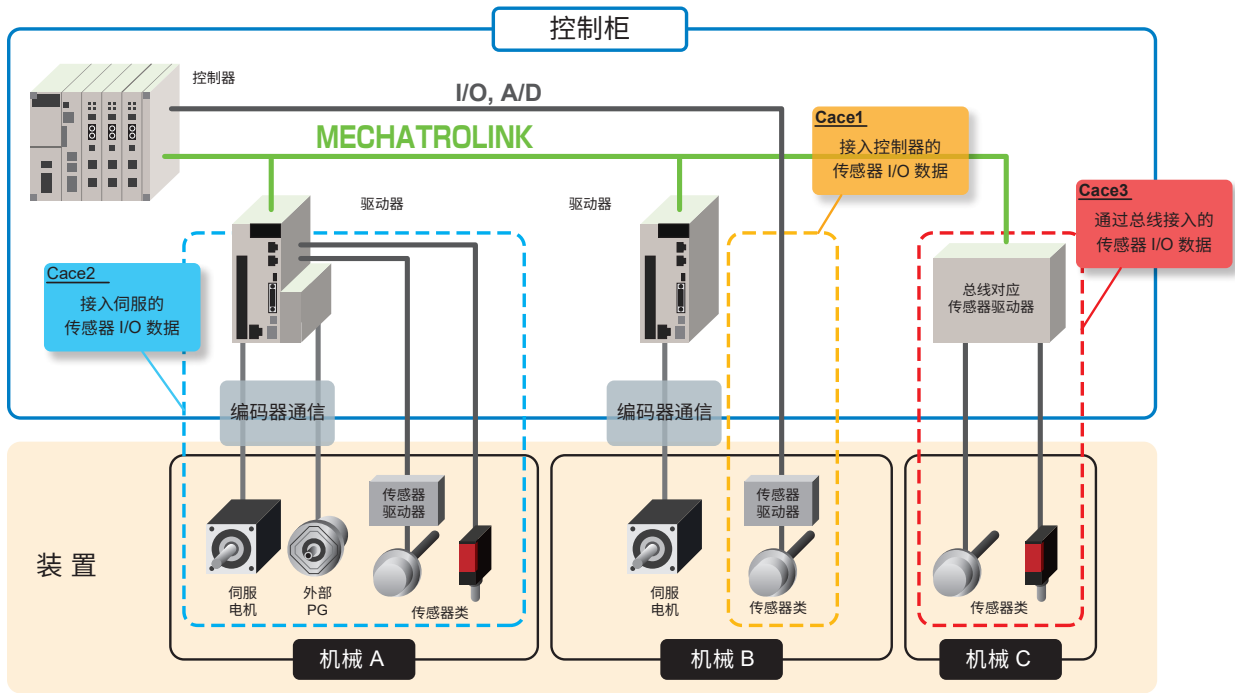 控制柜
控制器
I/O, A/D
MECHATROLINK
Cace1
接入控制器的
传感器 I/O 数据
Cace3
通过总线接入的
传感器 I/O 数据
驱动器
驱动器
Cace2
接入伺服的
传感器 I/O 数据
总线对应
传感器驱动器
编码器通信
编码器通信
装 置
传感器
驱动器
传感器
驱动器
伺服
电机
外部
PG
传感器类
伺服
电机
传感器类
传感器类
机械 A
机械 B
机械 C